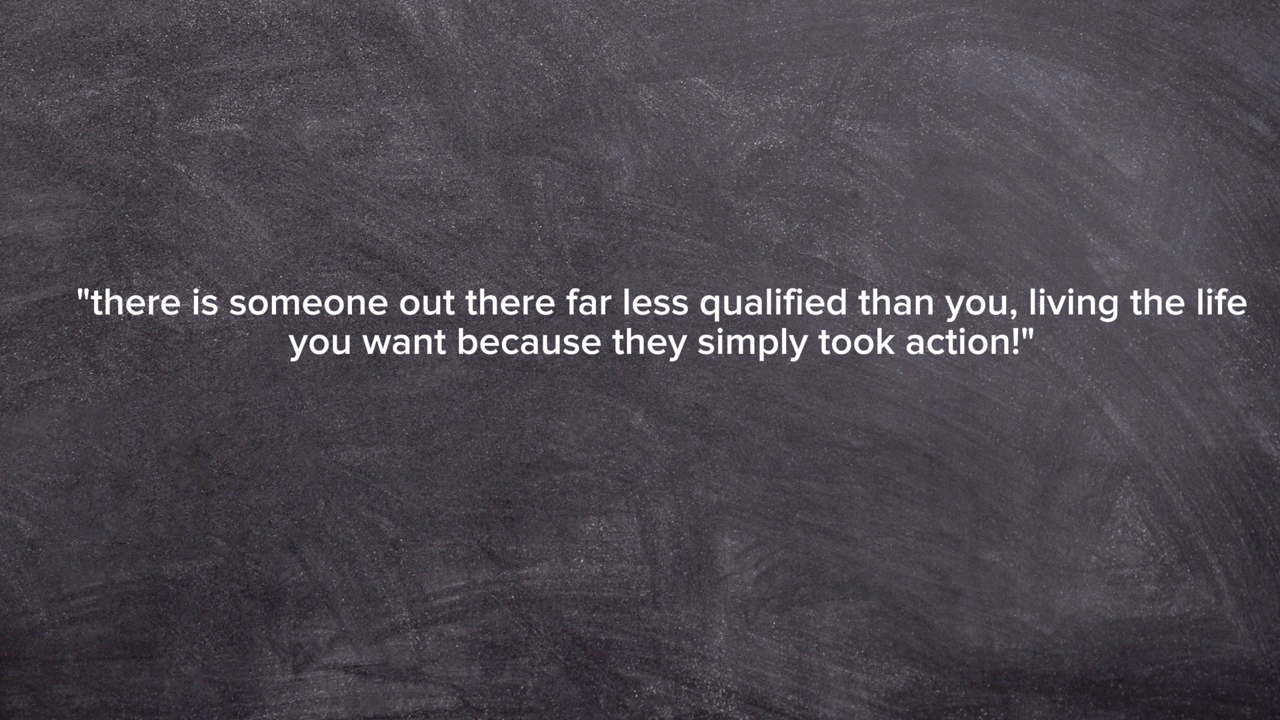 "there is someone out there far less qualified than you, living the life
you want because they simply took action!"